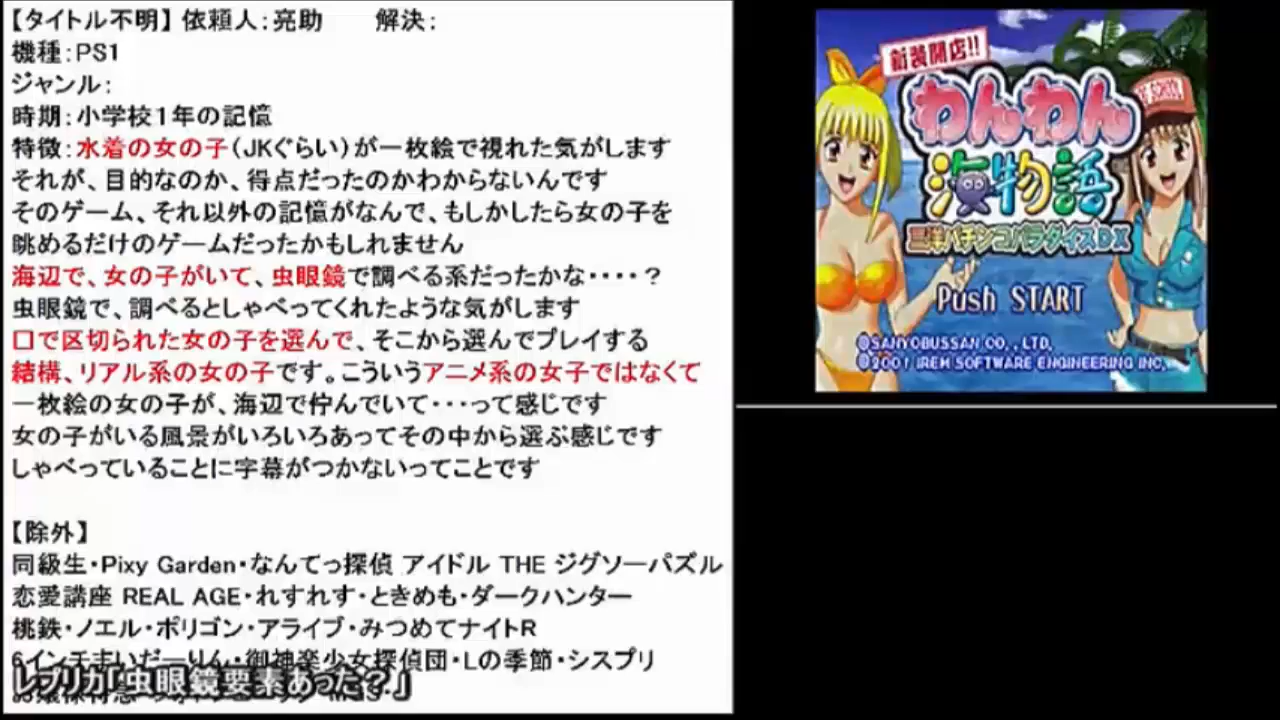 【タイトル不明】依頼人：亮助　　解決：
機種：PS1
ジャンル：
時期：小学校１年の記憶
特徴：水着の女の子（JKぐらい）が一枚絵で視れた気がします
それが、目的なのか、得点だったのかわからないんです
そのゲーム、それ以外の記憶がなんで、もしかしたら女の子を
眺めるだけのゲームだったかもしれません
海辺で、女の子がいて、虫眼鏡で調べる系だったかな・・・・？
虫眼鏡で、調べるとしゃべってくれたような気がします
口で区切られた女の子を選んで、そこから選んでプレイする
結構、リアル系の女の子です。こういうアニメ系の女子ではなくて
一枚絵の女の子が、海辺で佇んでいて・・・って感じです
女の子がいる風景がいろいろあってその中から選ぶ感じです
しゃべっていることに字幕がつかないってことです
【除外】
同級生・Pixy Garden・なんてっ探偵 アイドル THE ジグソーパズル
恋愛講座 REAL AGE・れすれす・ときめも・ダークハンター
桃鉄・ノエル・ポリゴン・アライブ・みつめてナイトR
6インチまいだーりん・御神楽少女探偵団・Lの季節・シスプリ
レプリカ「虫眼鏡要素あった？」
新装開店!!
わんわん
海物語
三洋パチンコパラダイスDX
Push START
©SANYOBUSSAN CO., LTD.
©2001 IREM SOFTWARE ENGINEERING INC.